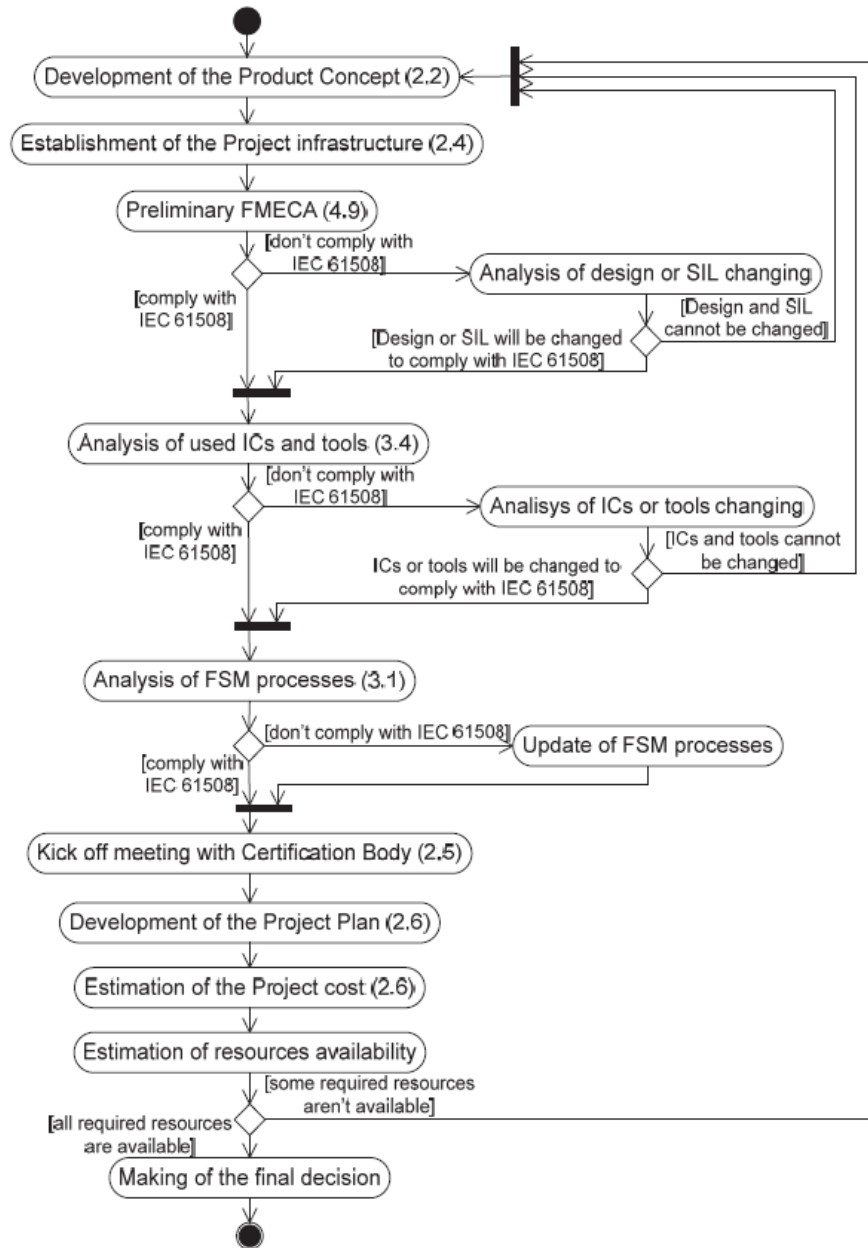 Development of the Product Concept (2.2)
Establishment of the Project infrastructure (2.4)
Preliminary FMECA (4.9)
[don't comply with
IEC 61508]
Analysis of design or SIL changing
[comply with
IEC 61508]
[Design and SIL
cannot be changed]
[Design or SIL will be changed
to comply with IEC 61508]
Analysis of used ICs and tools (3.4)
[don't comply with
IEC 61508]
Analisys of ICs or tools changing
[comply with
IEC 61508]
[ICs and tools cannot
be changed]
ICs or tools will be changed to
comply with IEC 61508]
Analysis of FSM processes (3.1)
[don't comply with IEC 61508]
Update of FSM processes
[comply with
IEC 61508]
Kick off meeting with Certification Body (2.5)
Development of the Project Plan (2.6)
Estimation of the Project cost (2.6)
Estimation of resources availability
[some required resources
aren't available]
[all required resources
are available]
Making of the final decision